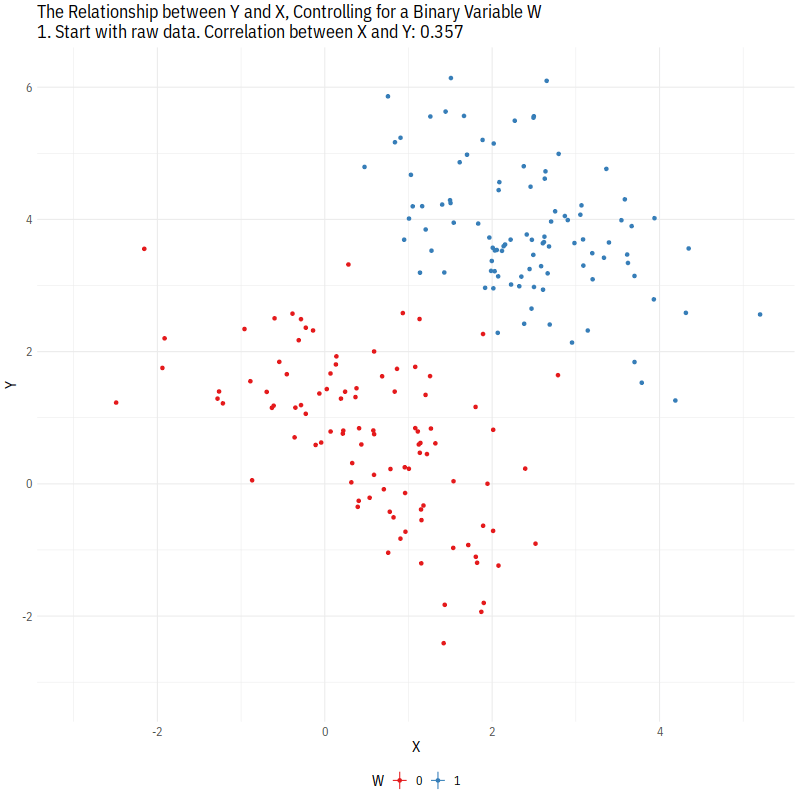 The Relationship between Y and X, Controlling for a Binary Variable W
1. Start with raw data. Correlation between X and Y: 0.357
6
4
2
0
-2
Y
-2 0 2 4
X
W 0 1